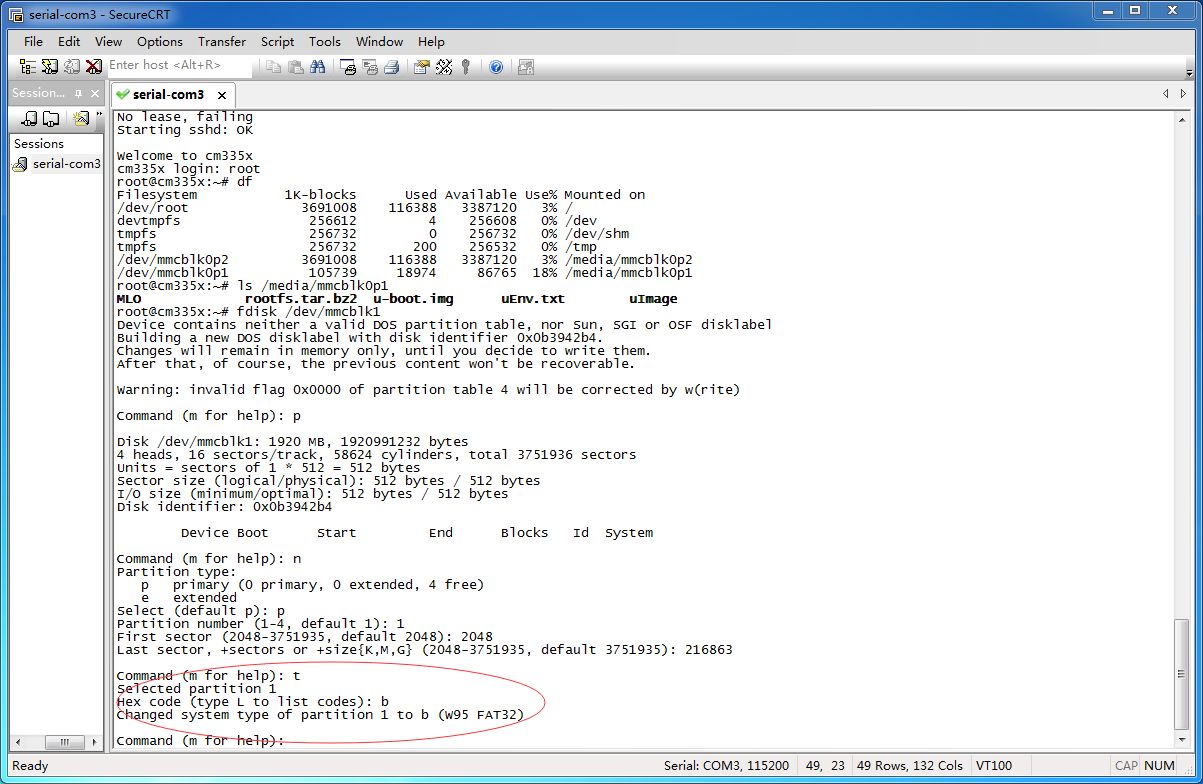 serial-com3 - SecureCRT
File Edit View Options Transfer Script Tools Window Help
Enter host <Alt+R>
Session...
serial-com3
Sessions
serial-com3
No lease, failing
Starting sshd: OK
Welcome to cm335x
cm335x login: root
root@cm335x:~# df
Filesystem 1K-blocks Used Available Use% Mounted on
/dev/root 3691008 116388 3387120 3% /
devtmpfs 256612 4 256608 0% /dev
tmpfs 256732 0 256732 0% /dev/shm
tmpfs 256732 200 256532 0% /tmp
/dev/mmcblk0p2 3691008 116388 3387120 3% /media/mmcblk0p2
/dev/mmcblk0p1 105739 18974 86765 18% /media/mmcblk0p1
root@cm335x:~# ls /media/mmcblk0p1
MLO rootfs.tar.bz2 u-boot.img uEnv.txt uImage
root@cm335x:~# fdisk /dev/mmcblk1
Device contains neither a valid DOS partition table, nor Sun, SGI or OSF disklabel
Building a new DOS disklabel with disk identifier 0x0b3942b4.
Changes will remain in memory only, until you decide to write them.
After that, of course, the previous content won't be recoverable.
Warning: invalid flag 0x0000 of partition table 4 will be corrected by w(rite)
Command (m for help): p
Disk /dev/mmcblk1: 1920 MB, 1920991232 bytes
4 heads, 16 sectors/track, 58624 cylinders, total 3751936 sectors
Units = sectors of 1 * 512 = 512 bytes
Sector size (logical/physical): 512 bytes / 512 bytes
I/O size (minimum/optimal): 512 bytes / 512 bytes
Disk identifier: 0x0b3942b4
Device Boot Start End Blocks Id System
Command (m for help): n
Partition type:
p primary (0 primary, 0 extended, 4 free)
e extended
Select (default p): p
Partition number (1-4, default 1): 1
First sector (2048-3751935, default 2048): 2048
Last sector, +sectors or +size{K,M,G} (2048-3751935, default 3751935): 216863
Command (m for help): t
Selected partition 1
Hex code (type L to list codes): b
Changed system type of partition 1 to b (W95 FAT32)
Command (m for help):
Ready Serial: COM3, 115200 49, 23 49 Rows, 132 Cols VT100 CAP NUM